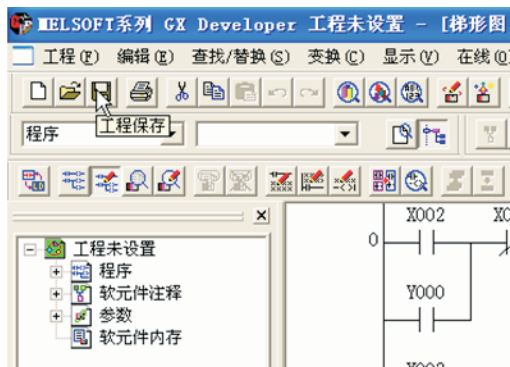 MELSOFT系列 GX Developer 工程未设置 - [梯形图
工程(F) 编辑(E) 查找/替换(S) 变换(C) 显示(V) 在线(O)
程序
工程保存
X002
0
工程未设置
程序
Y000
软元件注释
参数
软元件内存